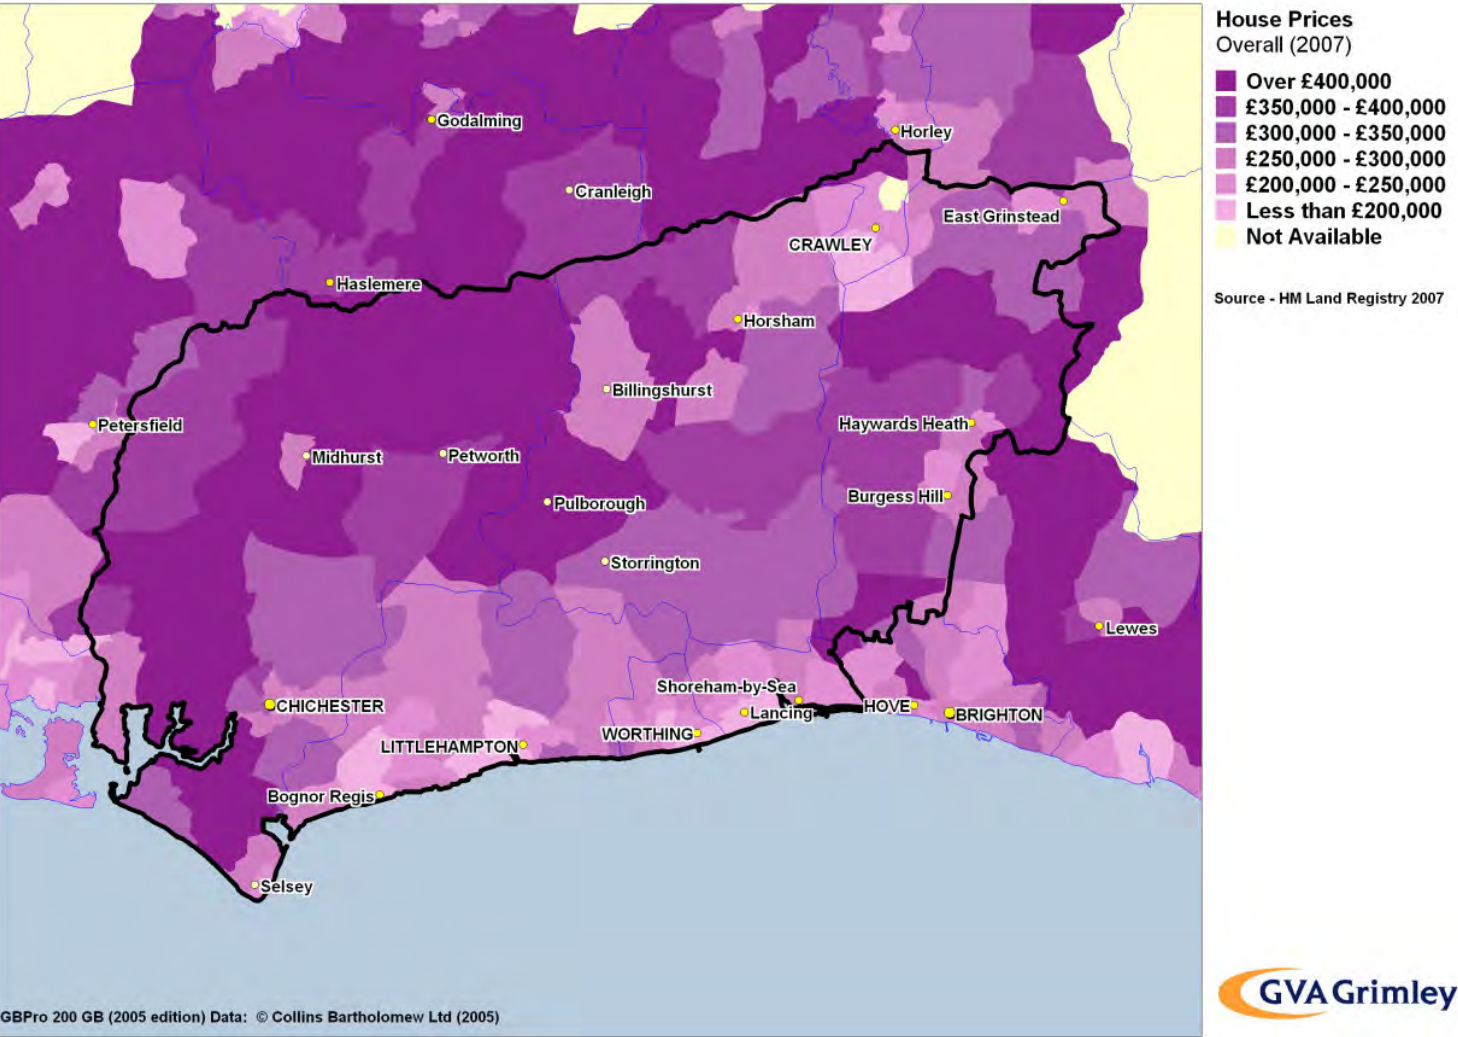 House Prices
Overall (2007)
Over £400,000
£350,000 - £400,000
£300,000 - £350,000
£250,000 - £300,000
£200,000 - £250,000
Less than £200,000
Not Available
Source - HM Land Registry 2007
Godalming
Horley
Cranleigh
East Grinstead
CRAWLEY
Haslemere
Horsham
Billingshurst
Petersfield
Haywards Heath
Midhurst
Petworth
Burgess Hill
Pulborough
Storrington
Lewes
Shoreham-by-Sea
CHICHESTER
Lancing
HOVE
BRIGHTON
WORTHING
LITTLEHAMPTON
Bognor Regis
Selsey
GVA Grimley
GBPro 200 GB (2005 edition) Data: © Collins Bartholomew Ltd (2005)